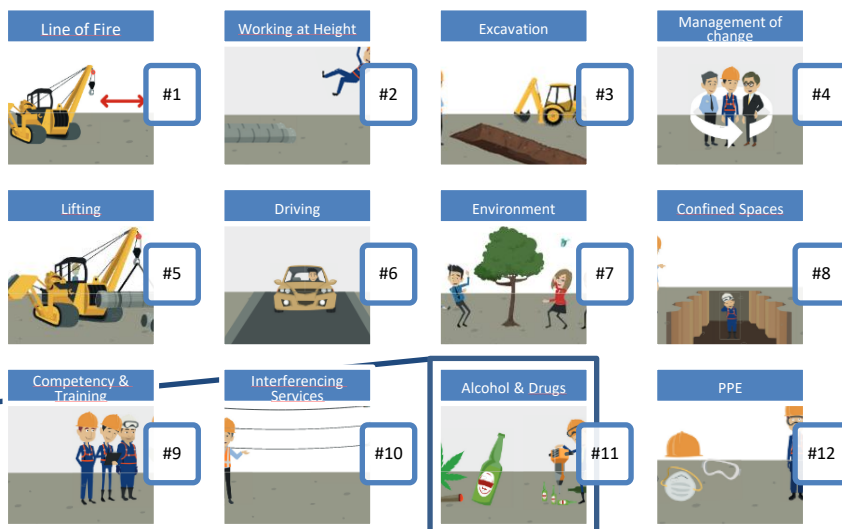 Line of Fire
#1
Working at Height
#2
Excavation
#3
Management of
change
#4
Lifting
#5
Driving
#6
Environment
#7
Confined Spaces
#8
Competency &
Training
#9
Interferencing
Services
#10
Alcohol & Drugs
#11
PPE
#12